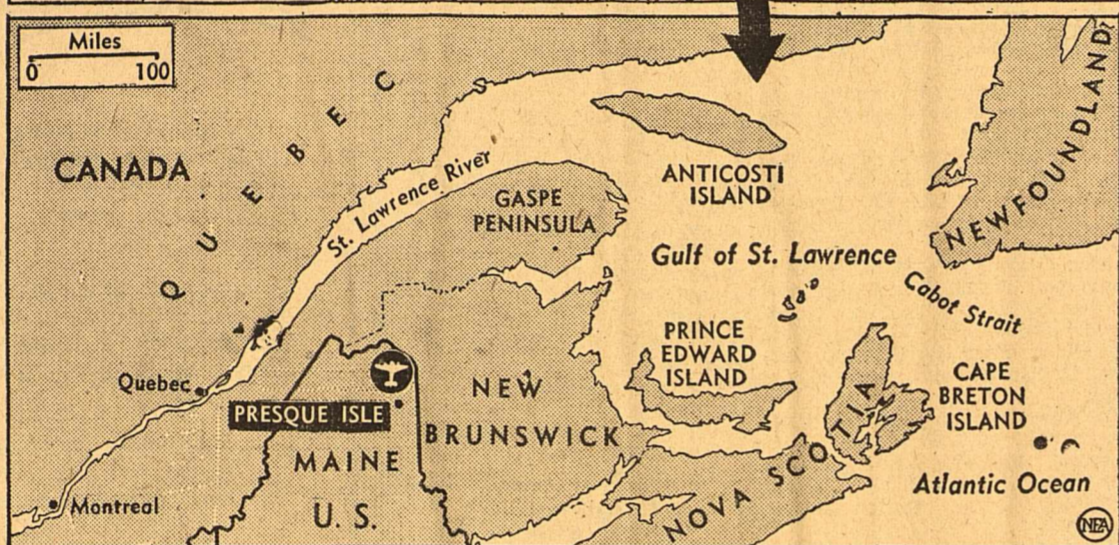 Miles
0 100
QUEBEC
CANADA
St. Lawrence River
GASPE
PENINSULA
ANTICOSTI
ISLAND
NEWFOUNDLAND
Gulf of St. Lawrence
Cabot Strait
PRINCE
EDWARD
ISLAND
CAPE
BRETON
ISLAND
Quebec
PRESQUE ISLE
NEW
BRUNSWICK
MAINE
U. S.
NOVA SCOTIA
Atlantic Ocean
Montreal
NEA